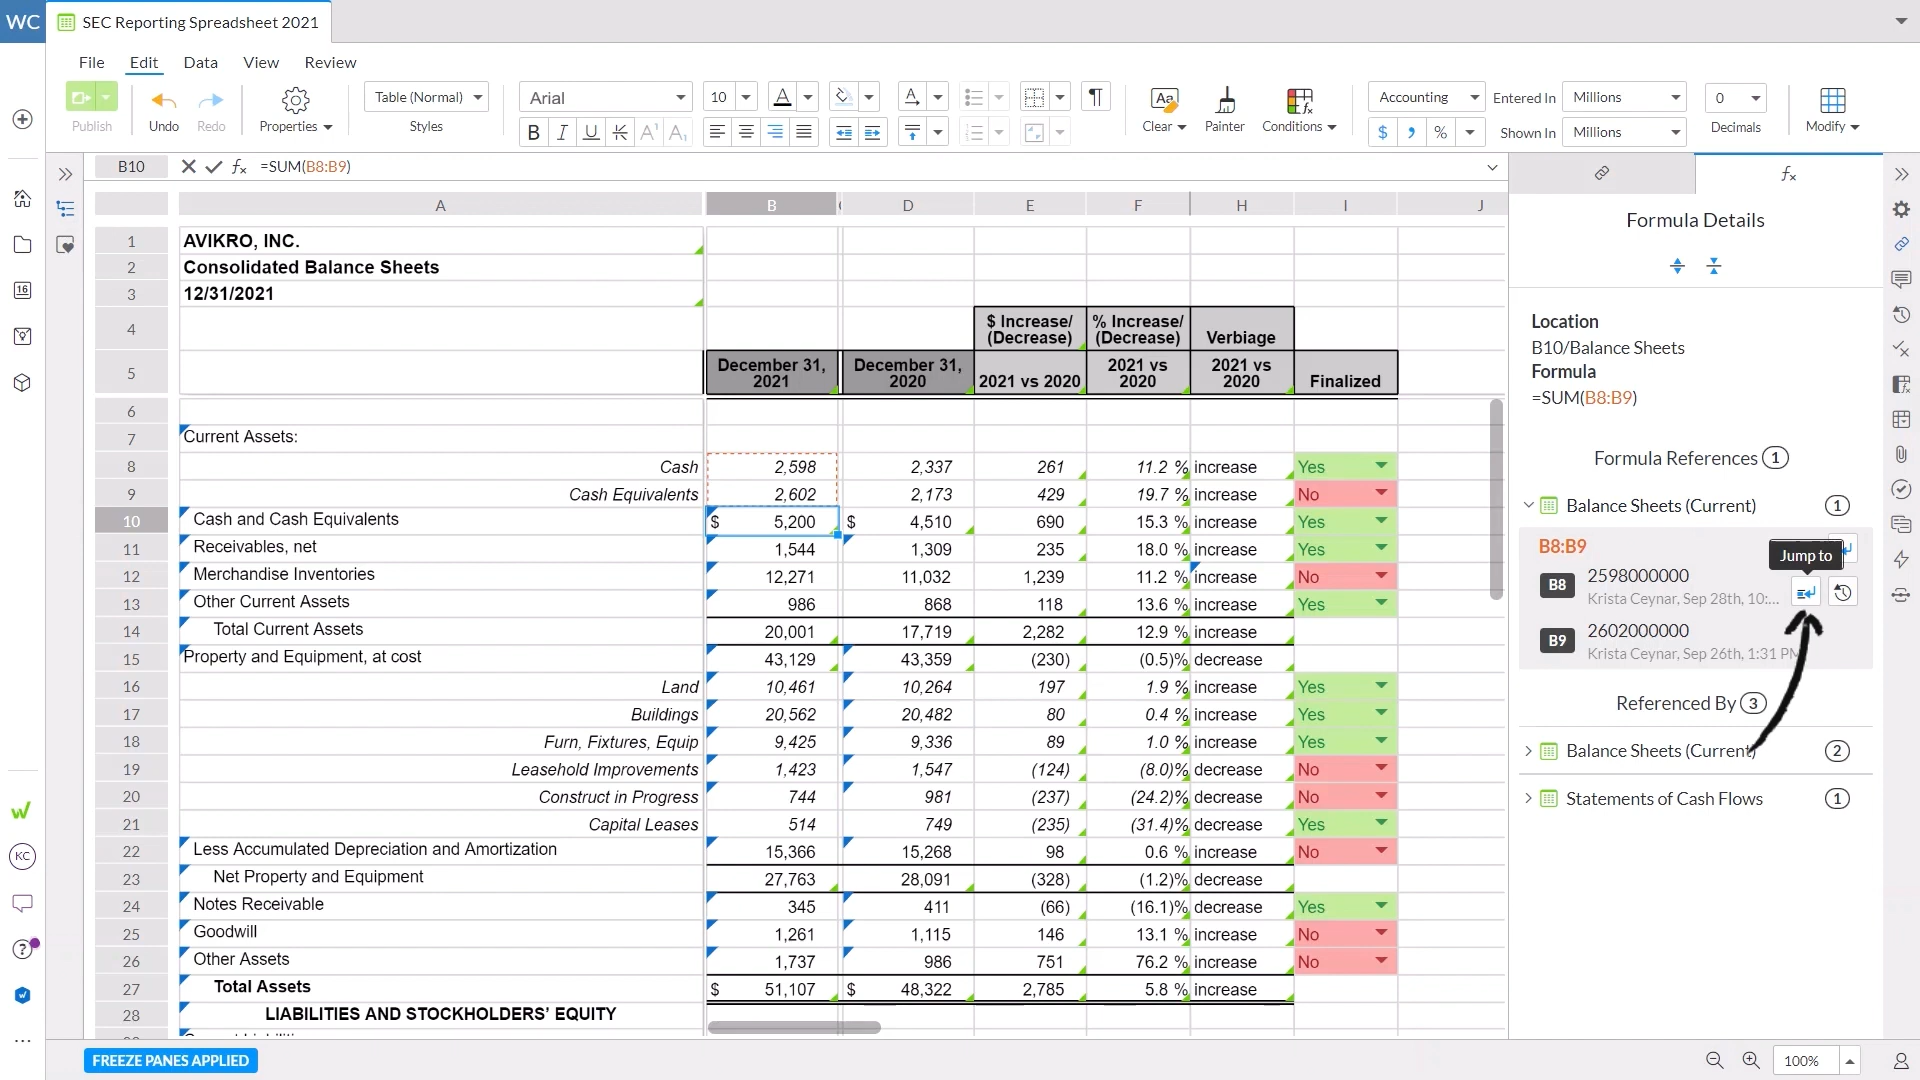 WC SEC Reporting Spreadsheet 2021
File Edit Data View Review
Publish Undo Redo Properties Table (Normal) Styles Arial 10 Clear Painter Conditions Accounting Entered In Millions Shown In Millions 0 Decimals Modify
B10 fx =SUM(B8:B9)
A B D E F H I J
1 AVIKRO, INC.
2 Consolidated Balance Sheets
3 12/31/2021
4 $ Increase/ (Decrease) % Increase/ (Decrease) Verbiage
5 December 31, 2021 December 31, 2020 2021 vs 2020 2021 vs 2020 2021 vs 2020 Finalized
6
7 Current Assets:
8 Cash 2,598 2,337 261 11.2 % increase Yes
9 Cash Equivalents 2,602 2,173 429 19.7 % increase No
10 Cash and Cash Equivalents $ 5,200 $ 4,510 690 15.3 % increase Yes
11 Receivables, net 1,544 1,309 235 18.0 % increase Yes
12 Merchandise Inventories 12,271 11,032 1,239 11.2 % increase No
13 Other Current Assets 986 868 118 13.6 % increase Yes
14 Total Current Assets 20,001 17,719 2,282 12.9 % increase
15 Property and Equipment, at cost 43,129 43,359 (230) (0.5)% decrease
16 Land 10,461 10,264 197 1.9 % increase Yes
17 Buildings 20,562 20,482 80 0.4 % increase Yes
18 Furn, Fixtures, Equip 9,425 9,336 89 1.0 % increase Yes
19 Leasehold Improvements 1,423 1,547 (124) (8.0)% decrease No
20 Construct in Progress 744 981 (237) (24.2)% decrease No
21 Capital Leases 514 749 (235) (31.4)% decrease Yes
22 Less Accumulated Depreciation and Amortization 15,366 15,268 98 0.6 % increase No
23 Net Property and Equipment 27,763 28,091 (328) (1.2)% decrease
24 Notes Receivable 345 411 (66) (16.1)% decrease Yes
25 Goodwill 1,261 1,115 146 13.1 % increase No
26 Other Assets 1,737 986 751 76.2 % increase No
27 Total Assets $ 51,107 $ 48,322 2,785 5.8 % increase
28 LIABILITIES AND STOCKHOLDERS' EQUITY
Formula Details
Location
B10/Balance Sheets
Formula
=SUM(B8:B9)
Formula References 1
Balance Sheets (Current) 1
B8:B9
Jump to
B8 2598000000
Krista Ceynar, Sep 28th, 10:...
B9 2602000000
Krista Ceynar, Sep 26th, 1:31 PM
Referenced By 3
Balance Sheets (Current) 2
Statements of Cash Flows 1
16
KC
FREEZE PANES APPLIED
100%